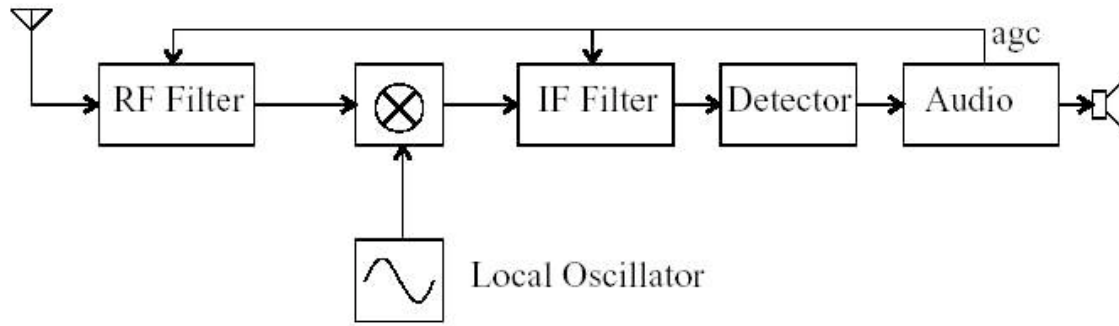 agc
RF Filter
IF Filter
Detector
Audio
Local Oscillator